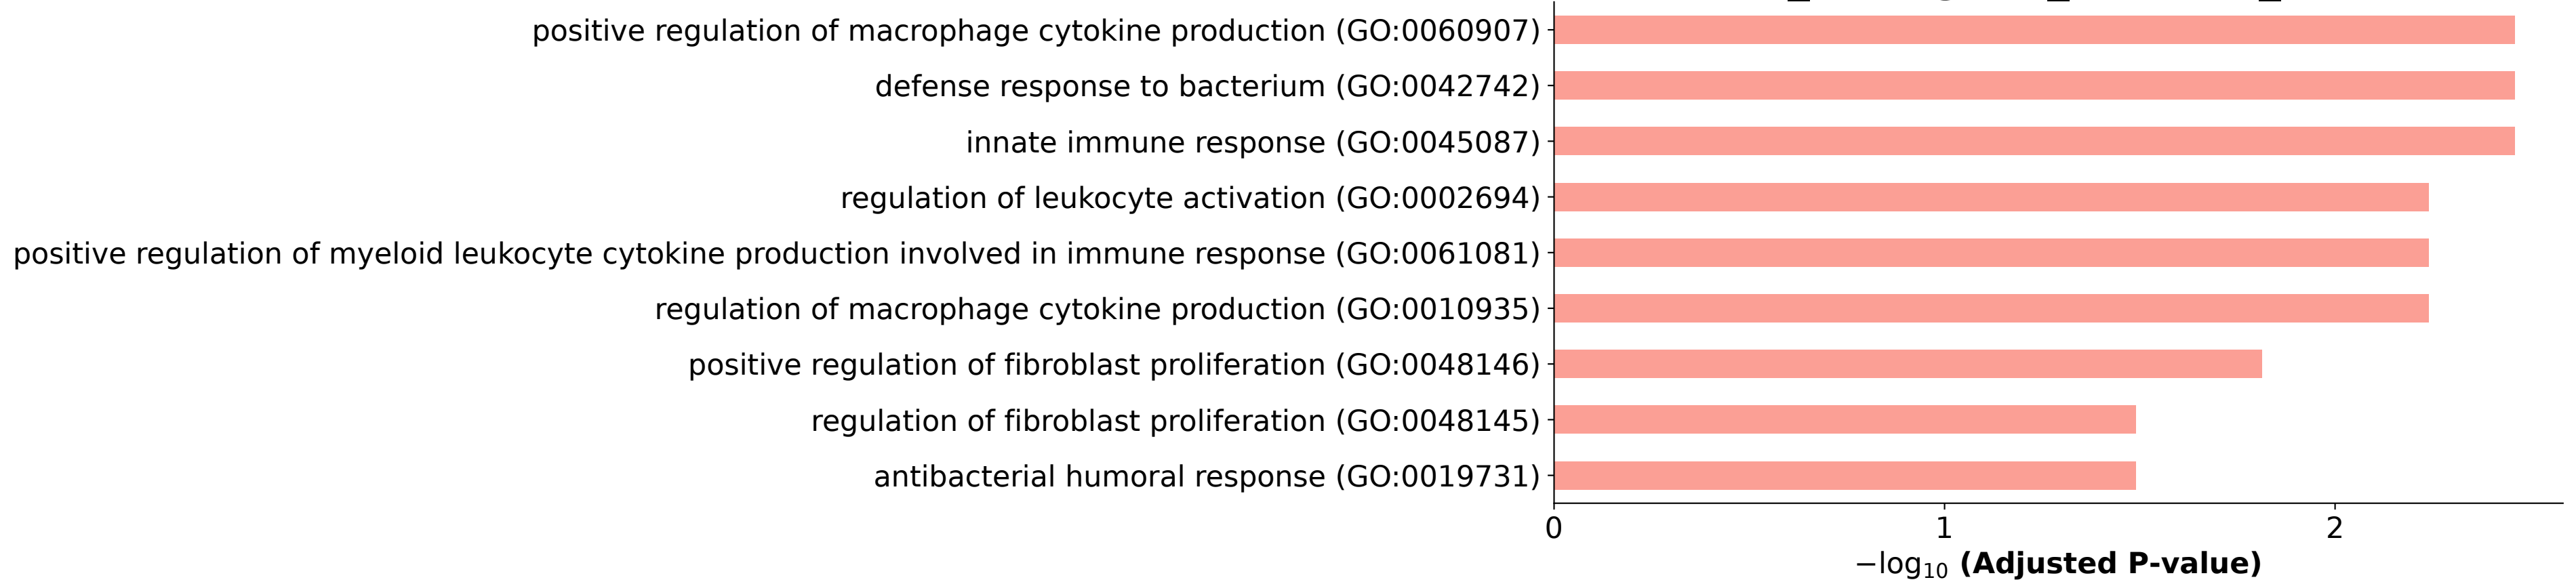 positive regulation of macrophage cytokine production (GO:0060907)
defense response to bacterium (GO:0042742)
innate immune response (GO:0045087)
regulation of leukocyte activation (GO:0002694)
positive regulation of myeloid leukocyte cytokine production involved in immune response (GO:0061081)
regulation of macrophage cytokine production (GO:0010935)
positive regulation of fibroblast proliferation (GO:0048146)
regulation of fibroblast proliferation (GO:0048145)
antibacterial humoral response (GO:0019731)
0 1 2
−log₁₀ (Adjusted P-value)